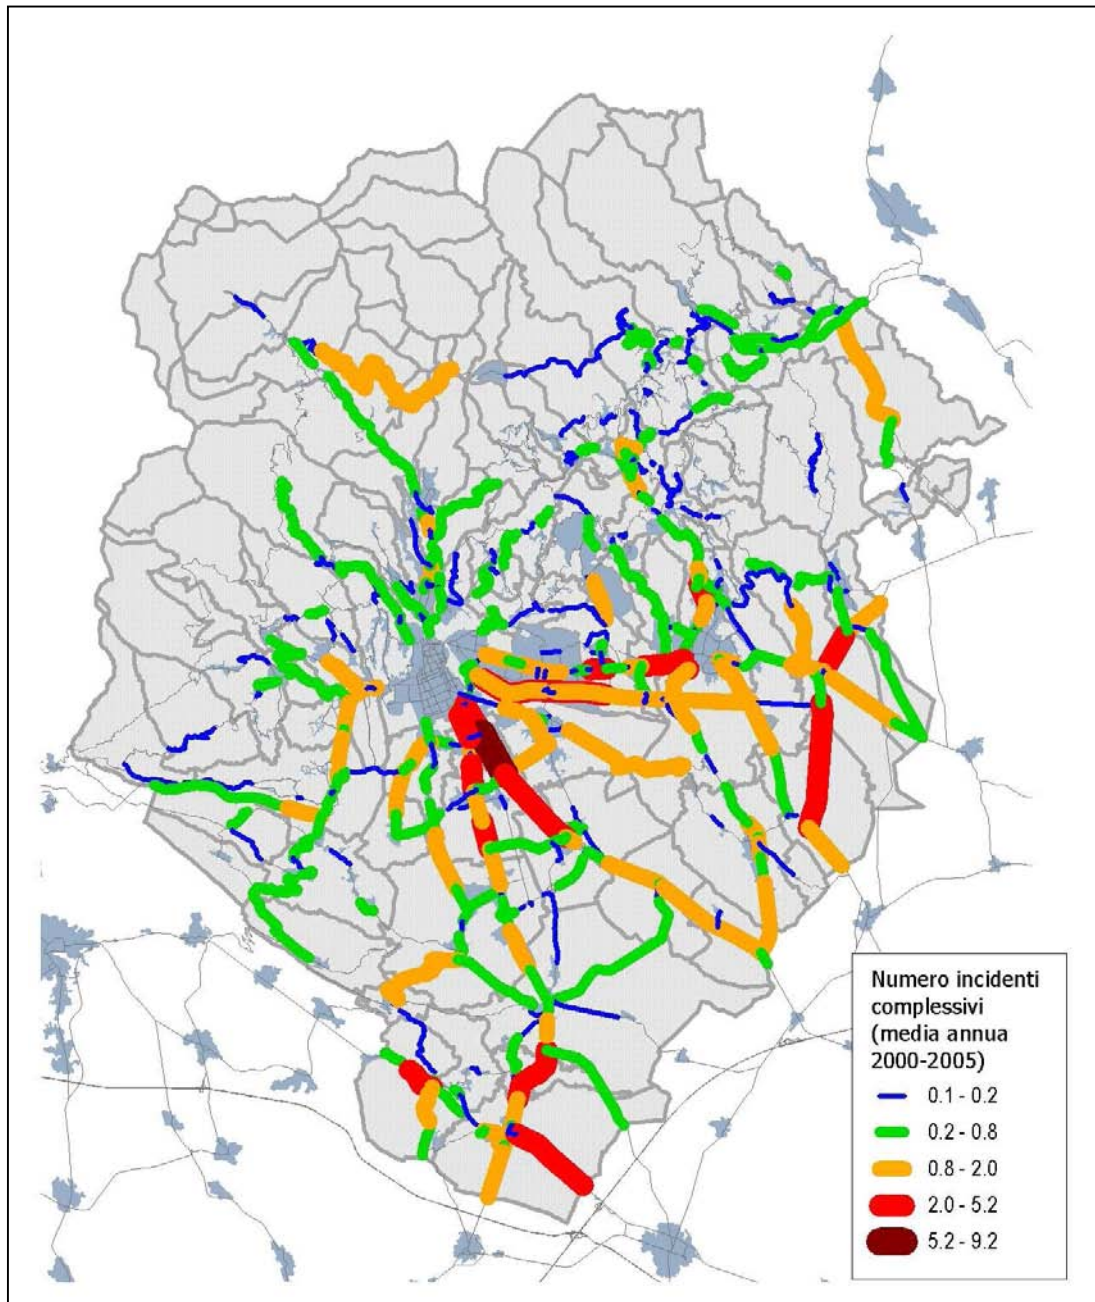 Numero incidenti
complessivi
(media annua
2000-2005)
0.1 - 0.2
0.2 - 0.8
0.8 - 2.0
2.0 - 5.2
5.2 - 9.2